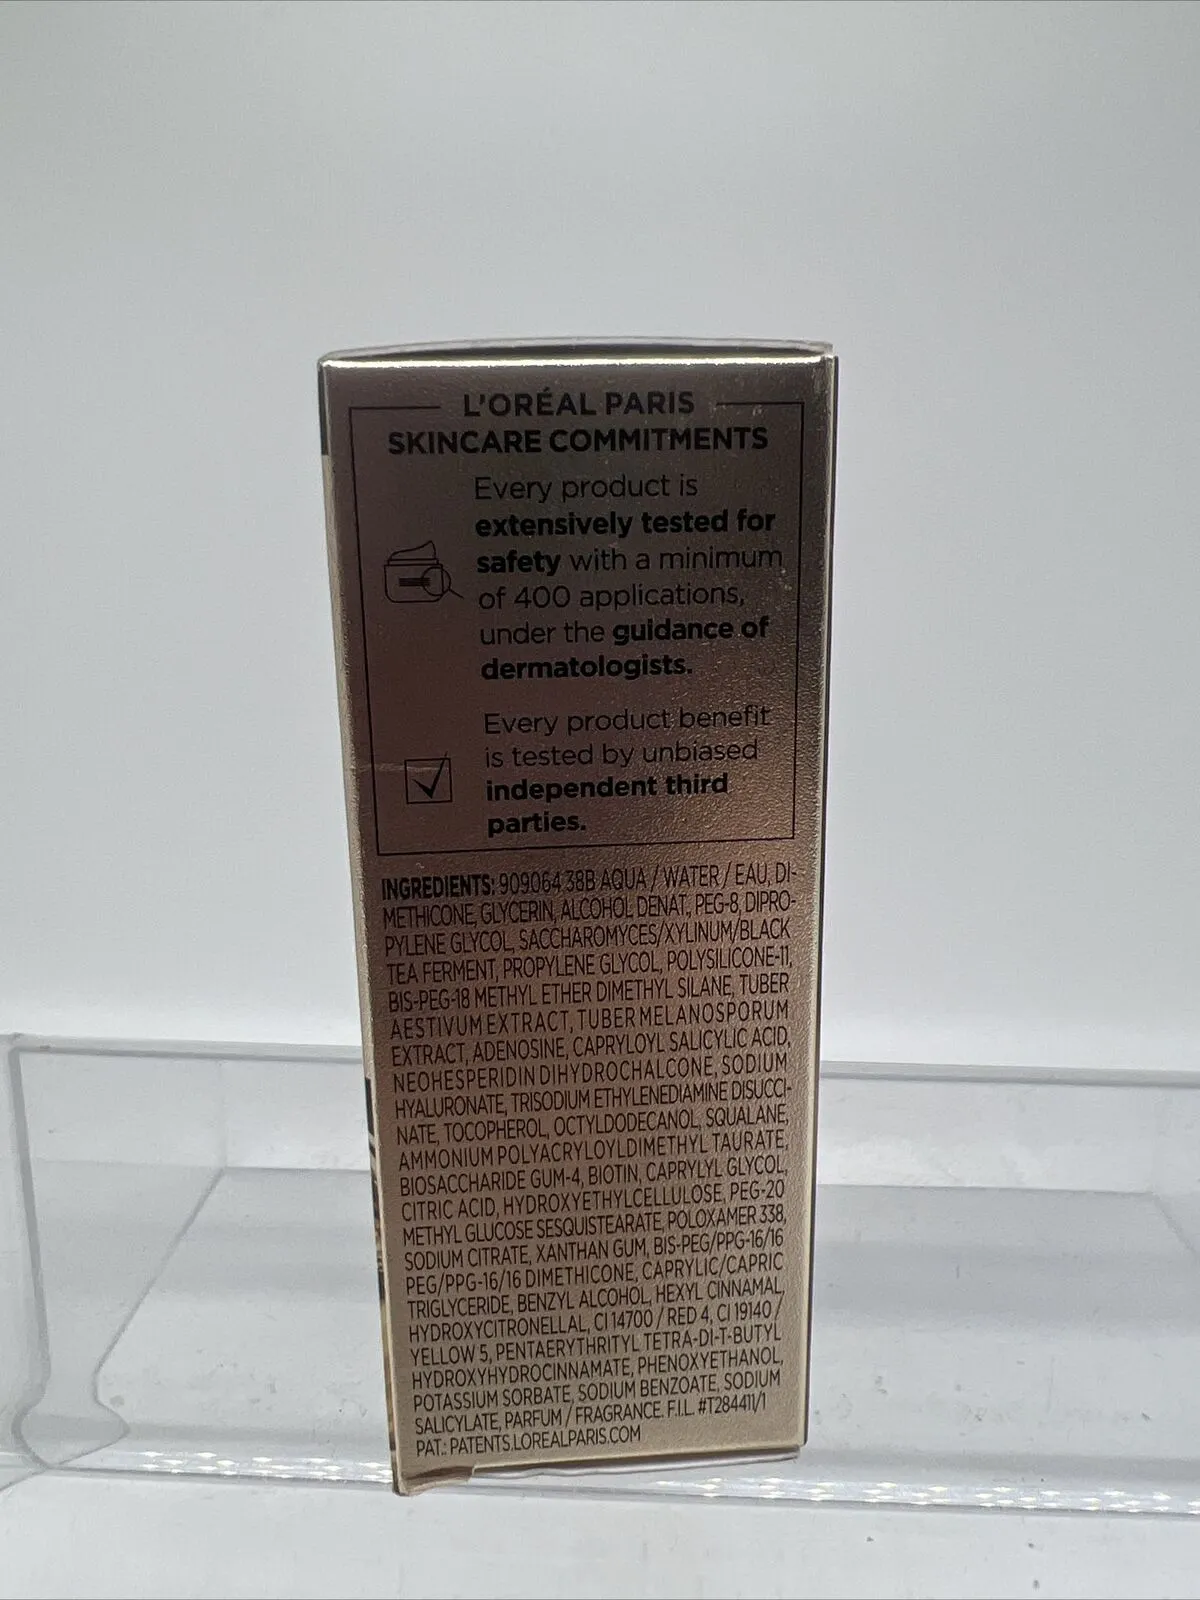 L'ORÉAL PARIS
SKINCARE COMMITMENTS
Every product is
extensively tested for
safety with a minimum
of 400 applications,
under the guidance of
dermatologists.
Every product benefit
is tested by unbiased
independent third
parties.
INGREDIENTS: 909064 38B AQUA / WATER / EAU, DI-
METHICONE, GLYCERIN, ALCOHOL DENAT., PEG-8, DIPRO-
PYLENE GLYCOL, SACCHAROMYCES/XYLINUM/BLACK
TEA FERMENT, PROPYLENE GLYCOL, POLYSILICONE-11,
BIS-PEG-18 METHYL ETHER DIMETHYL SILANE, TUBER
AESTIVUM EXTRACT, TUBER MELANOSPORUM
EXTRACT, ADENOSINE, CAPRYLOYL SALICYLIC ACID,
NEOHESPERIDIN DIHYDROCHALCONE, SODIUM
HYALURONATE, TRISODIUM ETHYLENEDIAMINE DISUCCI-
NATE, TOCOPHEROL, OCTYLDODECANOL, SQUALANE,
AMMONIUM POLYACRYLOYLDIMETHYL TAURATE,
BIOSACCHARIDE GUM-4, BIOTIN, CAPRYLYL GLYCOL,
CITRIC ACID, HYDROXYETHYLCELLULOSE, PEG-20
METHYL GLUCOSE SESQUISTEARATE, POLOXAMER 338,
SODIUM CITRATE, XANTHAN GUM, BIS-PEG/PPG-16/16
PEG/PPG-16/16 DIMETHICONE, CAPRYLIC/CAPRIC
TRIGLYCERIDE, BENZYL ALCOHOL, HEXYL CINNAMAL,
HYDROXYCITRONELLAL, CI 14700 / RED 4, CI 19140 /
YELLOW 5, PENTAERYTHRITYL TETRA-DI-T-BUTYL
HYDROXYHYDROCINNAMATE, PHENOXYETHANOL,
POTASSIUM SORBATE, SODIUM BENZOATE, SODIUM
SALICYLATE, PARFUM / FRAGRANCE. F.I.L. #T284411/1
PAT.: PATENTS.LOREALPARIS.COM